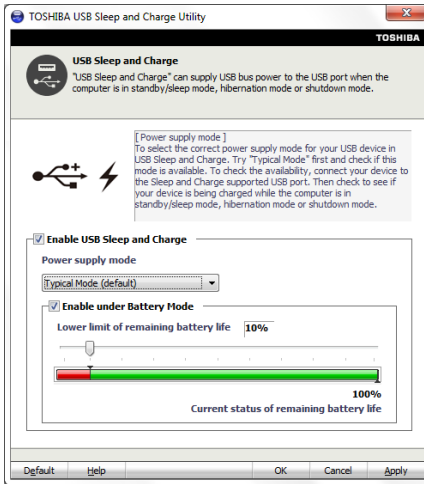 TOSHIBA USB Sleep and Charge Utility
TOSHIBA
USB Sleep and Charge
"USB Sleep and Charge" can supply USB bus power to the USB port when the
computer is in standby/sleep mode, hibernation mode or shutdown mode.
[ Power supply mode ]
To select the correct power supply mode for your USB device in
USB Sleep and Charge. Try "Typical Mode" first and check if this
mode is available. To check the availability, connect your device to
the Sleep and Charge supported USB port. Then check to see if
your device is being charged while the computer is in
standby/sleep mode, hibernation mode or shutdown mode.
Enable USB Sleep and Charge
Power supply mode
Typical Mode (default)
Enable under Battery Mode
Lower limit of remaining battery life 10%
100%
Current status of remaining battery life
Default Help OK Cancel Apply